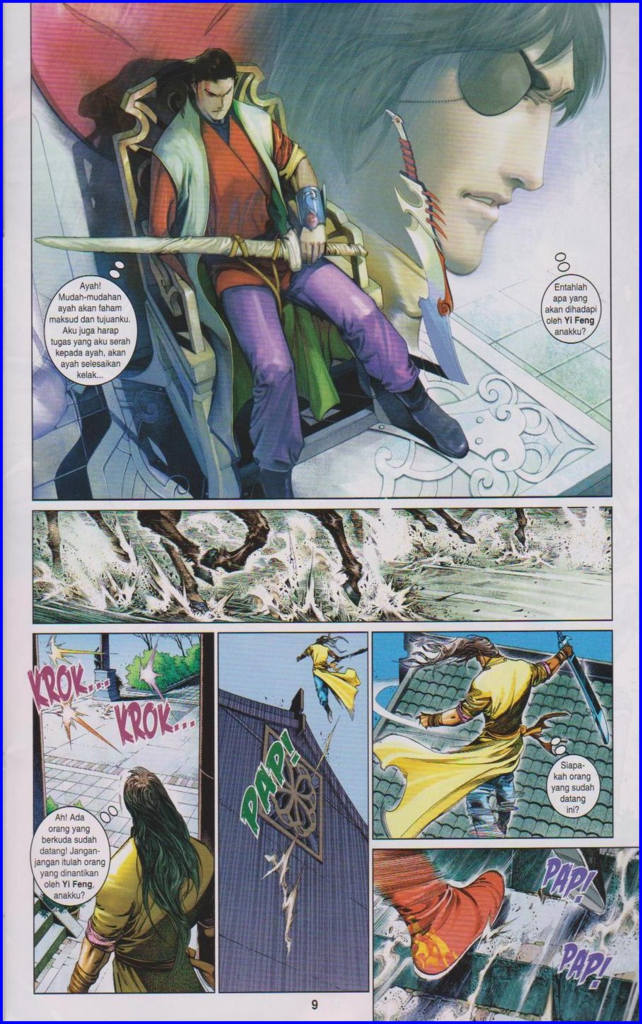 Ayah!
Mudah-mudahan
ayah akan faham
maksud dan tujuanku.
Aku juga harap
tugas yang aku serah
kepada ayah, akan
ayah selesaikan
kelak...
Entahlah
apa yang
akan dihadapi
oleh Yi Feng
anakku?
KROK...
KROK...
Ah! Ada
orang yang
berkuda sudah
datang! Jangan-
jangan itulah orang
yang dinantikan
oleh Yi Feng,
anakku?
PAP!
Siapa-
kah orang
yang sudah
datang
ini?
PAP!
PAP!
9